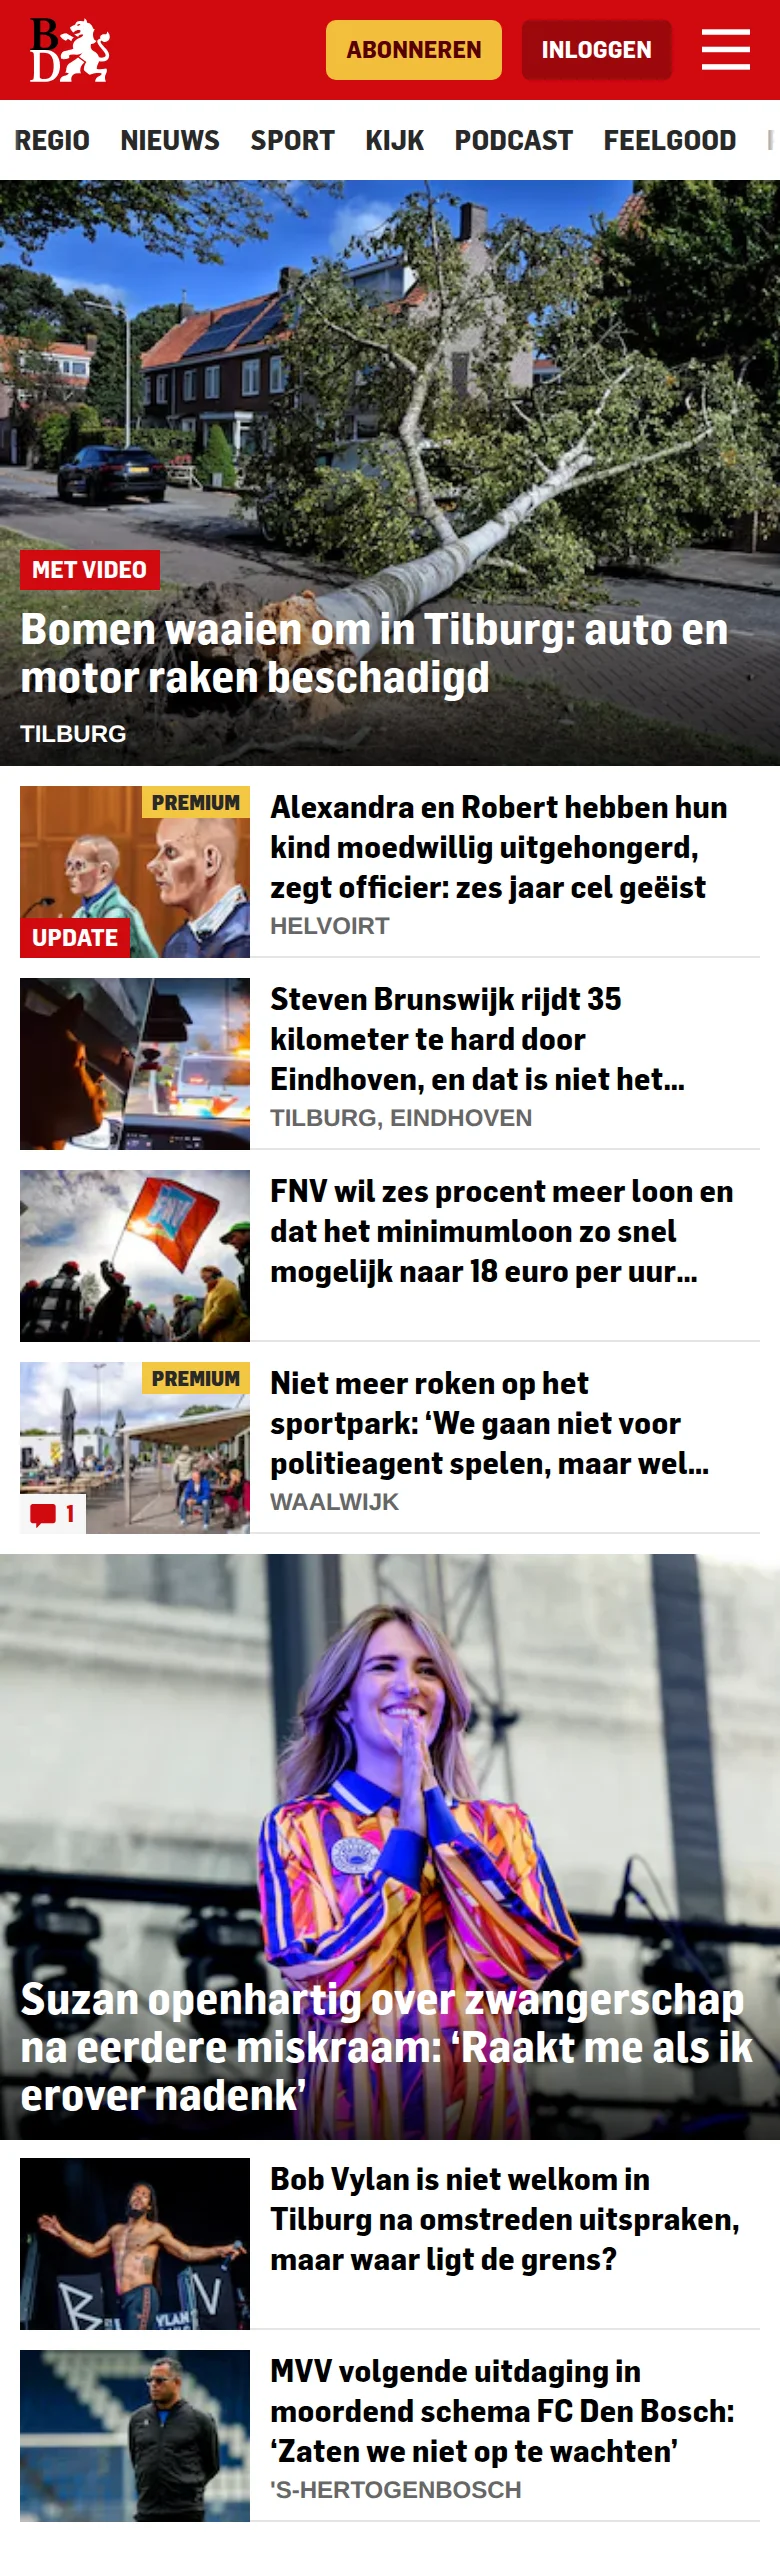 BD
ABONNEREN
INLOGGEN
REGIO NIEUWS SPORT KIJK PODCAST FEELGOOD
MET VIDEO
Bomen waaien om in Tilburg: auto en
motor raken beschadigd
TILBURG
PREMIUM
UPDATE
Alexandra en Robert hebben hun
kind moedwillig uitgehongerd,
zegt officier: zes jaar cel geëist
HELVOIRT
Steven Brunswijk rijdt 35
kilometer te hard door
Eindhoven, en dat is niet het...
TILBURG, EINDHOVEN
FNV wil zes procent meer loon en
dat het minimumloon zo snel
mogelijk naar 18 euro per uur...
PREMIUM
1
Niet meer roken op het
sportpark: ‘We gaan niet voor
politieagent spelen, maar wel...
WAALWIJK
Suzan openhartig over zwangerschap
na eerdere miskraam: ‘Raakt me als ik
erover nadenk’
B V
YLAN
Bob Vylan is niet welkom in
Tilburg na omstreden uitspraken,
maar waar ligt de grens?
MVV volgende uitdaging in
moordend schema FC Den Bosch:
‘Zaten we niet op te wachten’
'S-HERTOGENBOSCH